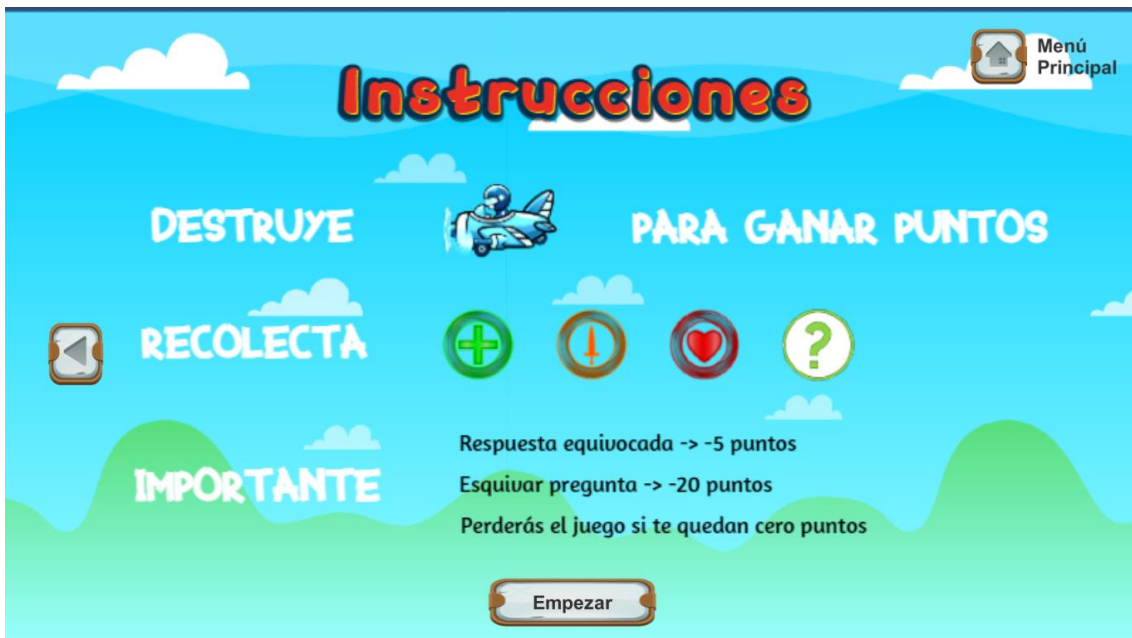 Menú
Principal
Instrucciones
DESTRUYE PARA GANAR PUNTOS
RECOLECTA
?
IMPORTANTE
Respuesta equivocada -> -5 puntos
Esquivar pregunta -> -20 puntos
Perderás el juego si te quedan cero puntos
Empezar